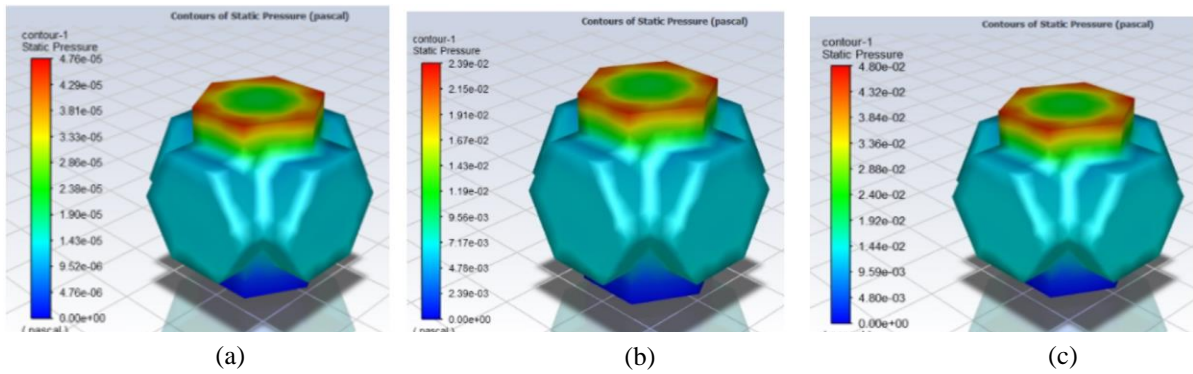 Contours of Static Pressure (pascal)
contour-1
Static Pressure
4.76e-05
4.29e-05
3.81e-05
3.33e-05
2.86e-05
2.38e-05
1.90e-05
1.43e-05
9.52e-06
4.76e-06
0.00e+00
(pascal)
(a)
Contours of Static Pressure (pascal)
contour-1
Static Pressure
2.39e-02
2.15e-02
1.91e-02
1.67e-02
1.43e-02
1.20e-02
9.56e-03
7.17e-03
4.78e-03
2.39e-03
0.00e+00
(b)
Contours of Static Pressure (pascal)
contour-1
Static Pressure
4.80e-02
4.32e-02
3.84e-02
3.36e-02
2.88e-02
2.40e-02
1.92e-02
1.44e-02
9.59e-03
4.80e-03
0.00e+00
(c)